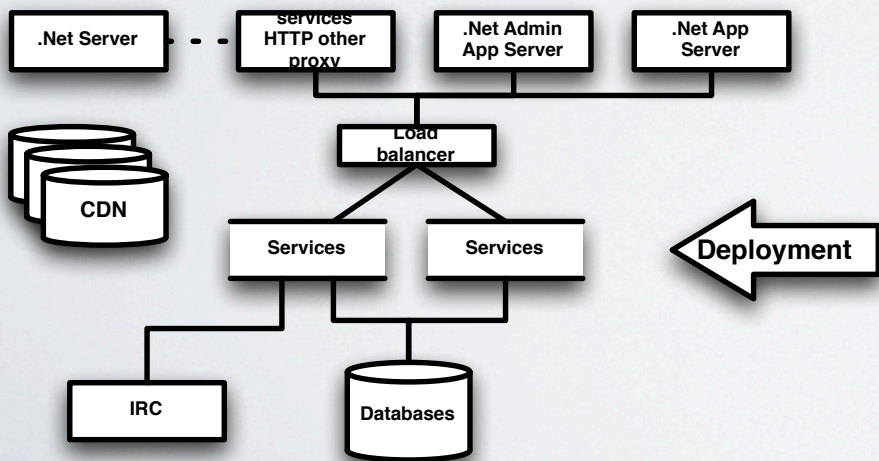 .Net Server
services
HTTP other
proxy
.Net Admin
App Server
.Net App
Server
Load
balancer
CDN
Services
Services
Deployment
IRC
Databases